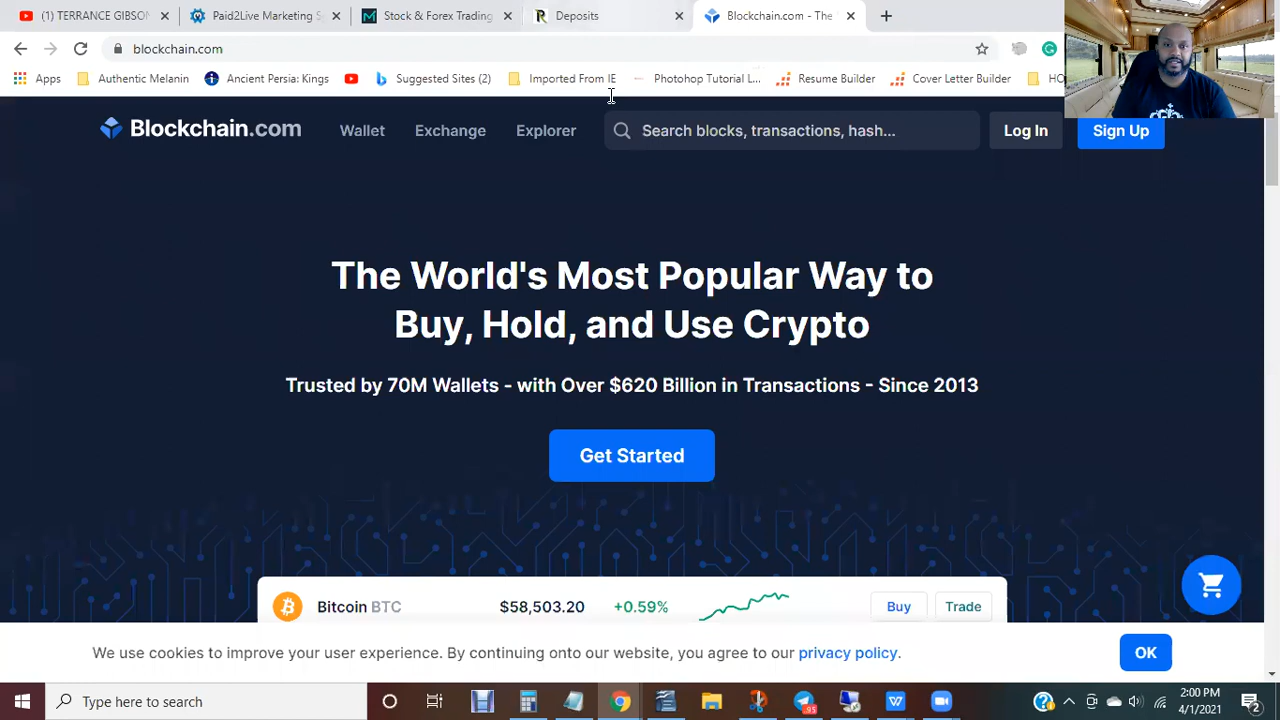 (1) TERRANCE GIBSON
Paid2Live Marketing S
Stock & Forex Trading
Deposits
Blockchain.com - The
blockchain.com
Apps
Authentic Melanin
Ancient Persia: Kings
Suggested Sites (2)
Imported From IE
Photohop Tutorial L...
Resume Builder
Cover Letter Builder
HO
Blockchain.com
Wallet
Exchange
Explorer
Search blocks, transactions, hash...
Log In
Sign Up
The World's Most Popular Way to
Buy, Hold, and Use Crypto
Trusted by 70M Wallets - with Over $620 Billion in Transactions - Since 2013
Get Started
Bitcoin BTC
$58,503.20
+0.59%
Buy
Trade
We use cookies to improve your user experience. By continuing onto our website, you agree to our privacy policy.
OK
Type here to search
2:00 PM
4/1/2021